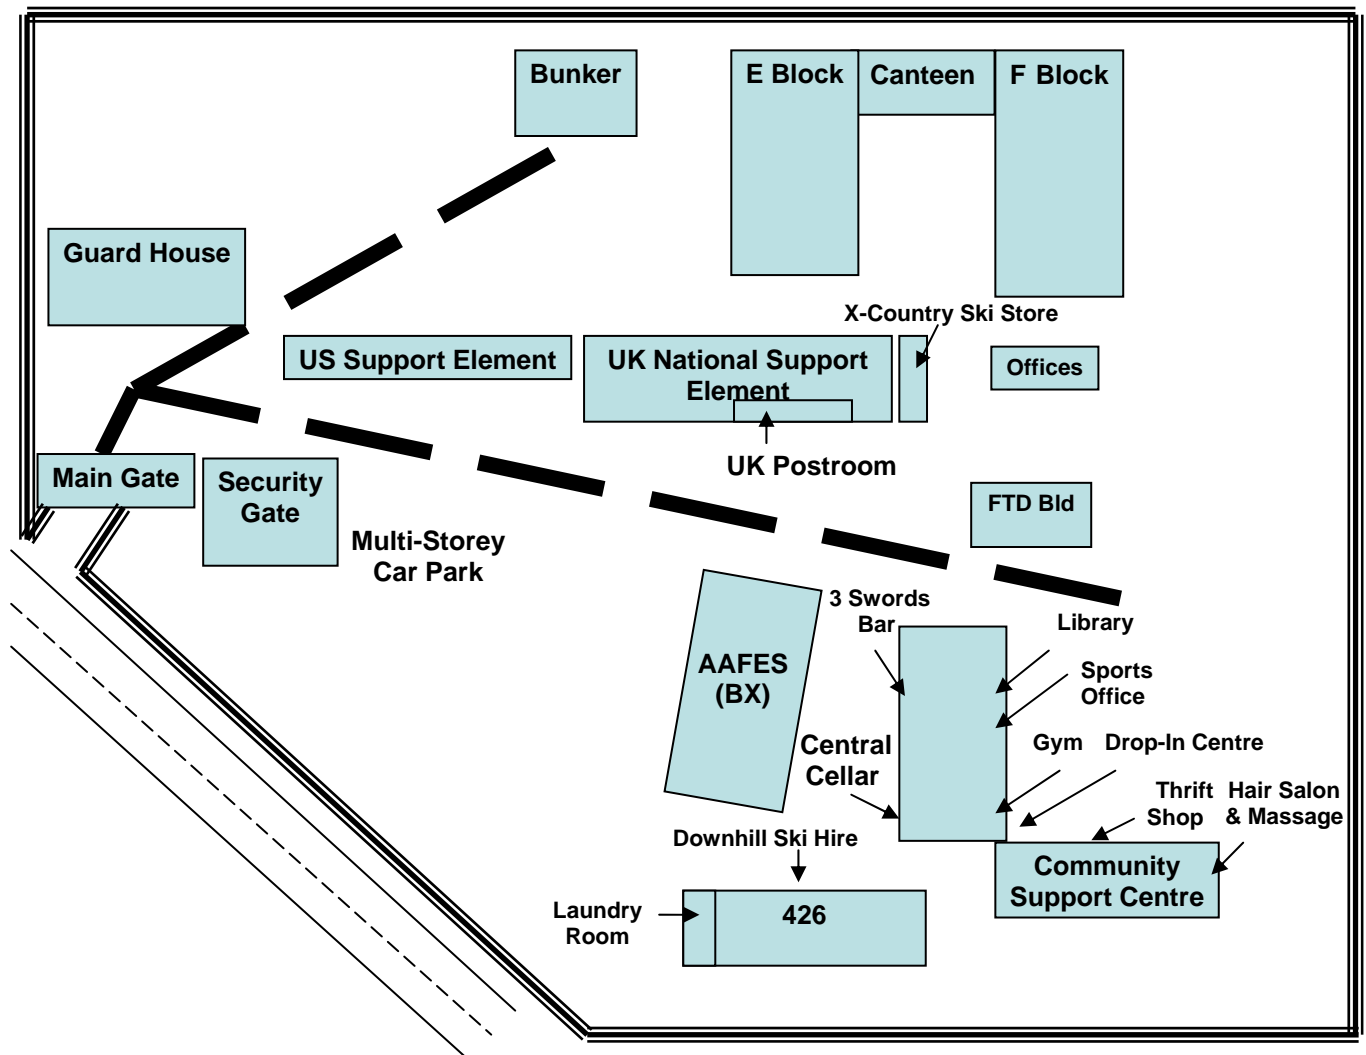 Bunker
E Block
Canteen
F Block
Guard House
X-Country Ski Store
US Support Element
UK National Support
Element
Offices
UK Postroom
Main Gate
Security
Gate
FTD Bld
Multi-Storey
Car Park
3 Swords
Bar
Library
AAFES
(BX)
Sports
Office
Central
Cellar
Gym
Drop-In Centre
Thrift
Shop
Hair Salon
& Massage
Downhill Ski Hire
Community
Support Centre
Laundry
Room
426